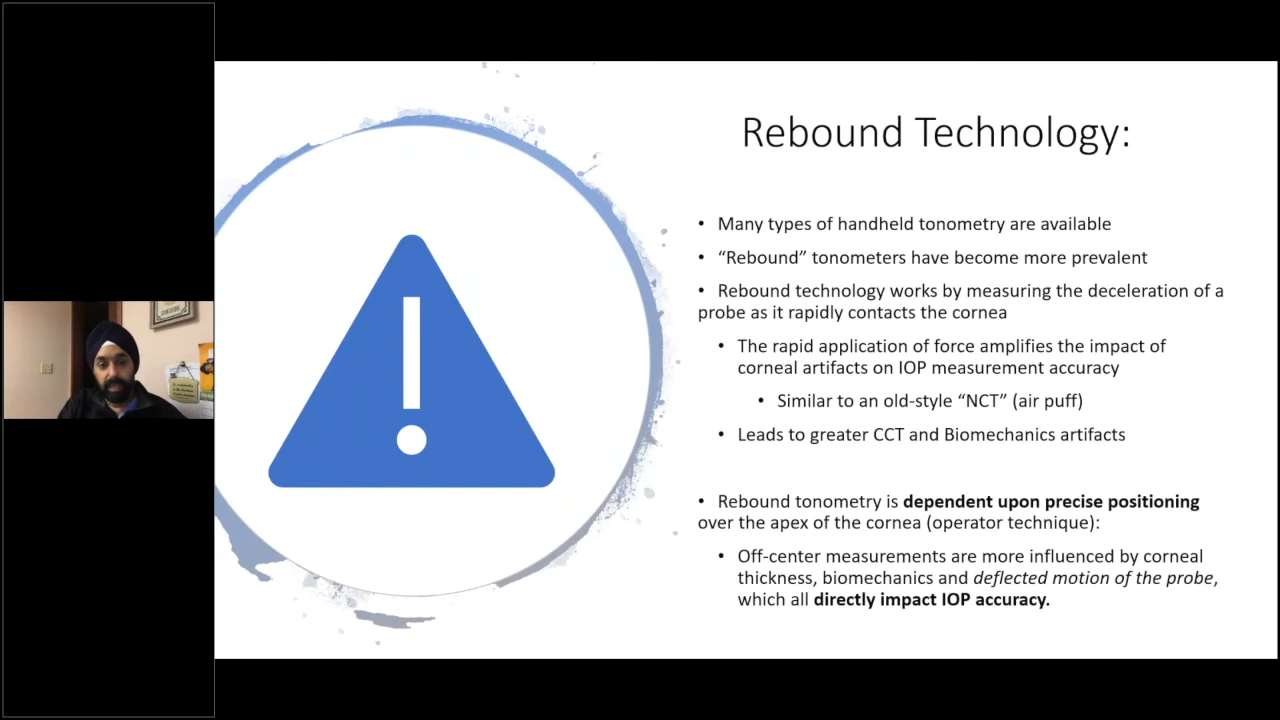 Rebound Technology:
• Many types of handheld tonometry are available
• “Rebound” tonometers have become more prevalent
• Rebound technology works by measuring the deceleration of a
probe as it rapidly contacts the cornea
• The rapid application of force amplifies the impact of
corneal artifacts on IOP measurement accuracy
• Similar to an old-style “NCT” (air puff)
• Leads to greater CCT and Biomechanics artifacts
• Rebound tonometry is dependent upon precise positioning
over the apex of the cornea (operator technique):
• Off-center measurements are more influenced by corneal
thickness, biomechanics and deflected motion of the probe,
which all directly impact IOP accuracy.